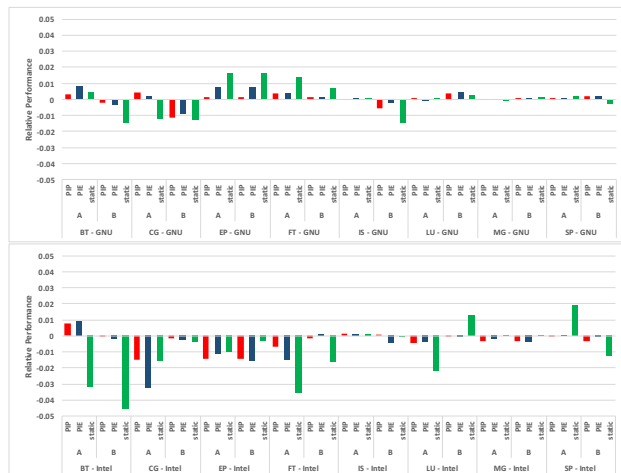 0.05
0.04
0.03
0.02
0.01
0
-0.01
-0.02
-0.03
-0.04
-0.05
Relative Performance
PIP PIE static PIP PIE static PIP PIE static PIP PIE static PIP PIE static PIP PIE static PIP PIE static PIP PIE static PIP PIE static PIP PIE static PIP PIE static PIP PIE static PIP PIE static PIP PIE static PIP PIE static PIP PIE static
A B A B A B A B A B A B A B A B
BT - GNU CG - GNU EP - GNU FT - GNU IS - GNU LU - GNU MG - GNU SP - GNU
0.05
0.04
0.03
0.02
0.01
0
-0.01
-0.02
-0.03
-0.04
-0.05
Relative Performance
PIP PIE static PIP PIE static PIP PIE static PIP PIE static PIP PIE static PIP PIE static PIP PIE static PIP PIE static PIP PIE static PIP PIE static PIP PIE static PIP PIE static PIP PIE static PIP PIE static PIP PIE static PIP PIE static
A B A B A B A B A B A B A B A B
BT - Intel CG - Intel EP - Intel FT - Intel IS - Intel LU - Intel MG - Intel SP - Intel